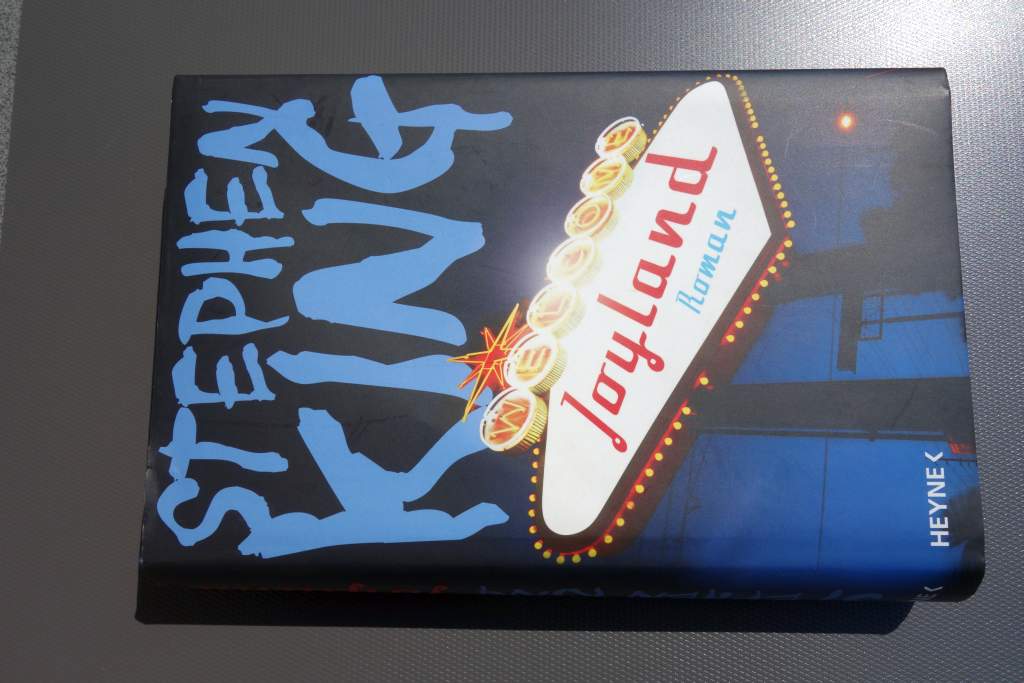 STEPHEN
KING
WELCOME
Joyland
Roman
HEYNE<